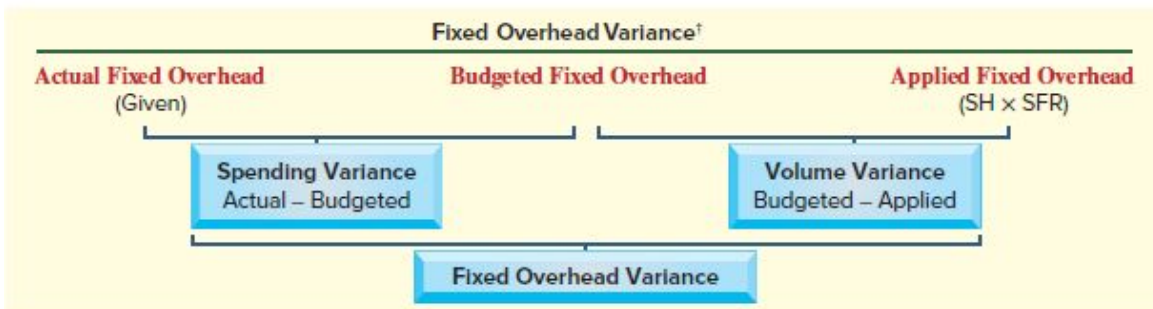 Fixed Overhead Variance†
Actual Fixed Overhead Budgeted Fixed Overhead Applied Fixed Overhead
(Given) (SH × SFR)
Spending Variance Volume Variance
Actual – Budgeted Budgeted – Applied
Fixed Overhead Variance